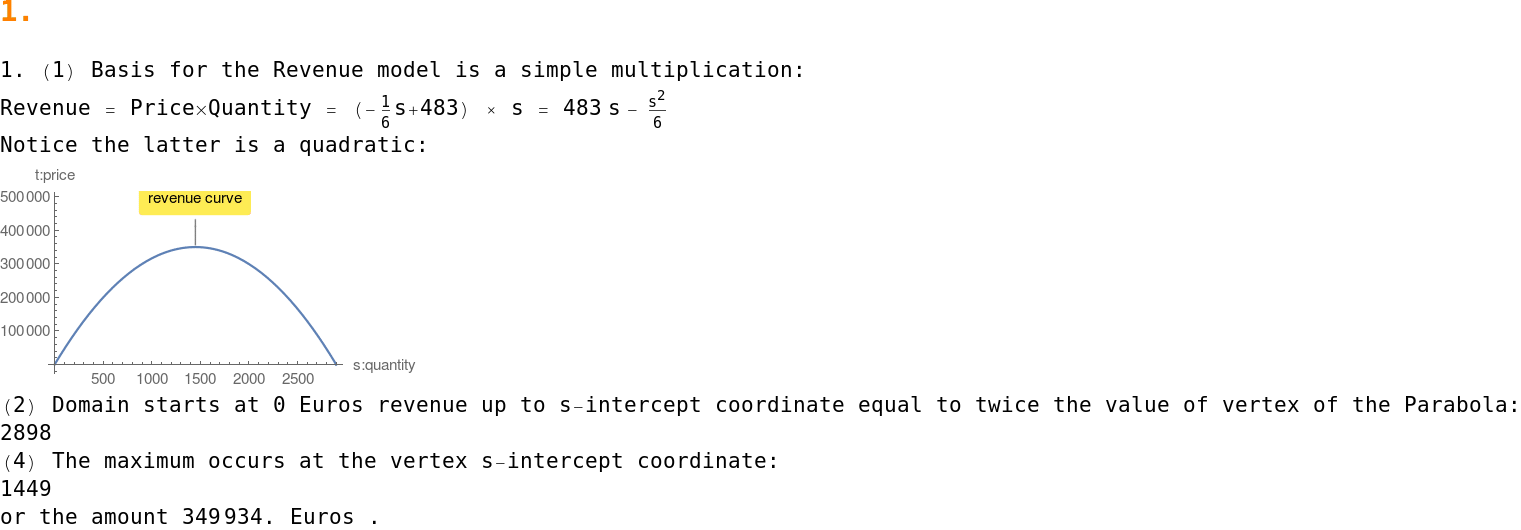 1.
1. (1) Basis for the Revenue model is a simple multiplication:
Revenue = Price×Quantity = (-1/6 s+483) × s = 483 s - s²/6
Notice the latter is a quadratic:
t:price
500 000
revenue curve
400 000
300 000
200 000
100 000
s:quantity
500 1000 1500 2000 2500
(2) Domain starts at 0 Euros revenue up to s-intercept coordinate equal to twice the value of vertex of the Parabola:
2898
(4) The maximum occurs at the vertex s-intercept coordinate:
1449
or the amount 349 934. Euros .